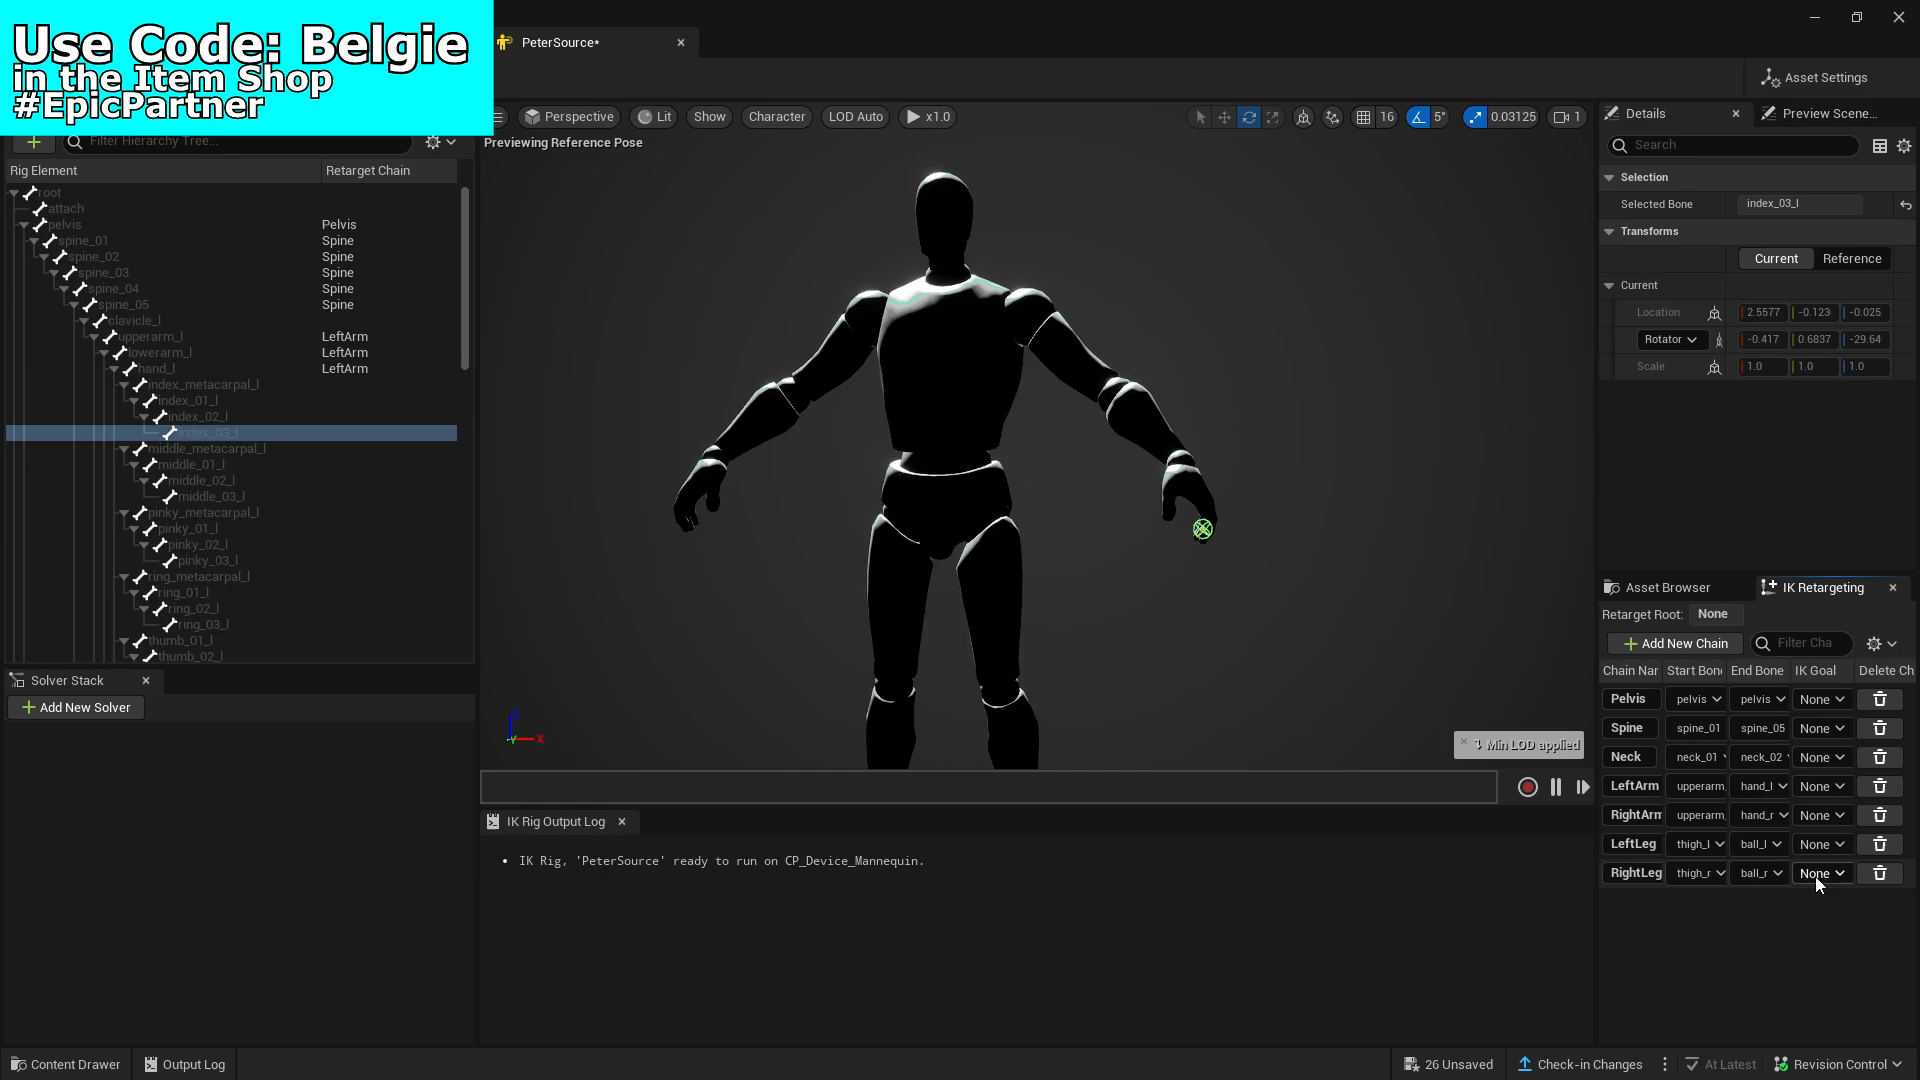 Use Code: Belgie
in the Item Shop
#EpicPartner
PeterSource*
Asset Settings
Perspective
Lit
Show
Character
LOD Auto
x1.0
16
5°
0.03125
1
Details
Preview Scene...
Filter Hierarchy Tree...
Previewing Reference Pose
Search
Rig Element
Retarget Chain
root
attach
pelvis Pelvis
spine_01 Spine
spine_02 Spine
spine_03 Spine
spine_04 Spine
spine_05 Spine
clavicle_l
upperarm_l LeftArm
lowerarm_l LeftArm
hand_l LeftArm
index_metacarpal_l
index_01_l
index_02_l
index_03_l
middle_metacarpal_l
middle_01_l
middle_02_l
middle_03_l
pinky_metacarpal_l
pinky_01_l
pinky_02_l
pinky_03_l
ring_metacarpal_l
ring_01_l
ring_02_l
ring_03_l
thumb_01_l
thumb_02_l
Solver Stack
Add New Solver
Z
Y
X
Min LOD applied
IK Rig Output Log
• IK Rig, 'PeterSource' ready to run on CP_Device_Mannequin.
Selection
Selected Bone index_03_l
Transforms
Current Reference
Current
Location 2.5577 -0.123 -0.025
Rotator -0.417 0.6837 -29.64
Scale 1.0 1.0 1.0
Asset Browser
IK Retargeting
Retarget Root: None
Add New Chain
Filter Cha
Chain Nar Start Bone End Bone IK Goal Delete Ch
Pelvis pelvis pelvis None
Spine spine_01 spine_05 None
Neck neck_01 neck_02 None
LeftArm upperarm_ hand_l None
RightArm upperarm_ hand_r None
LeftLeg thigh_l ball_l None
RightLeg thigh_r ball_r None
Content Drawer
Output Log
26 Unsaved
Check-in Changes
At Latest
Revision Control